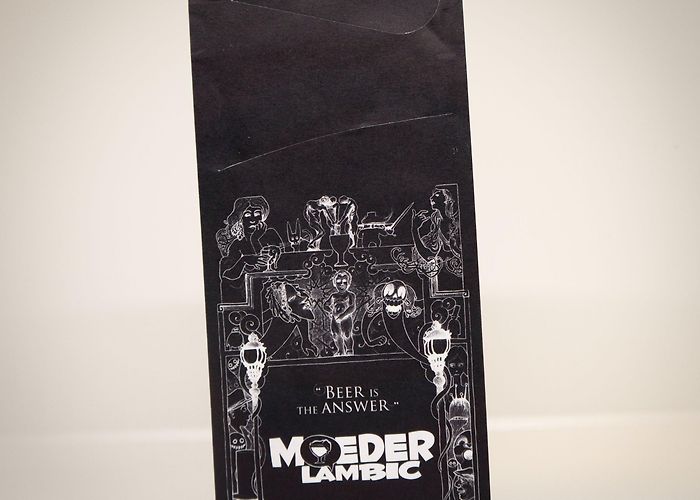 “ BEER IS
THE ANSWER ”
MOEDER
LAMBIC